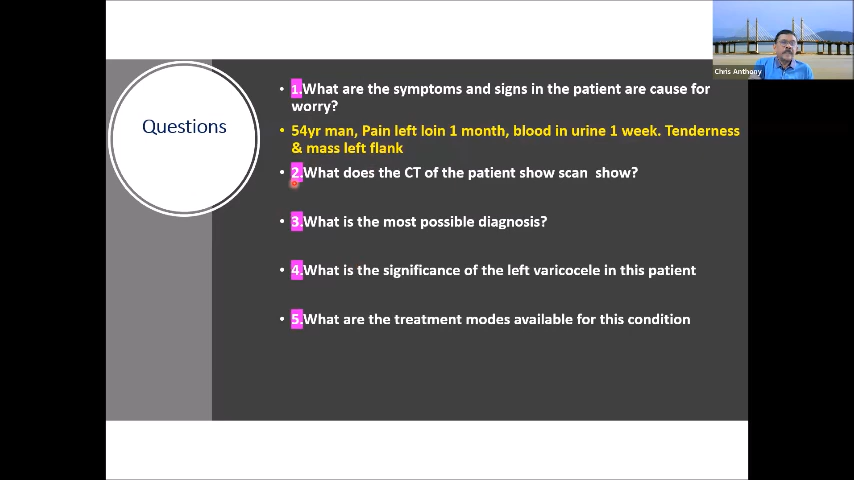 Chris Anthony
Questions
• 1.What are the symptoms and signs in the patient are cause for
worry?
• 54yr man, Pain left loin 1 month, blood in urine 1 week. Tenderness
& mass left flank
• 2.What does the CT of the patient show scan show?
• 3.What is the most possible diagnosis?
• 4.What is the significance of the left varicocele in this patient
• 5.What are the treatment modes available for this condition